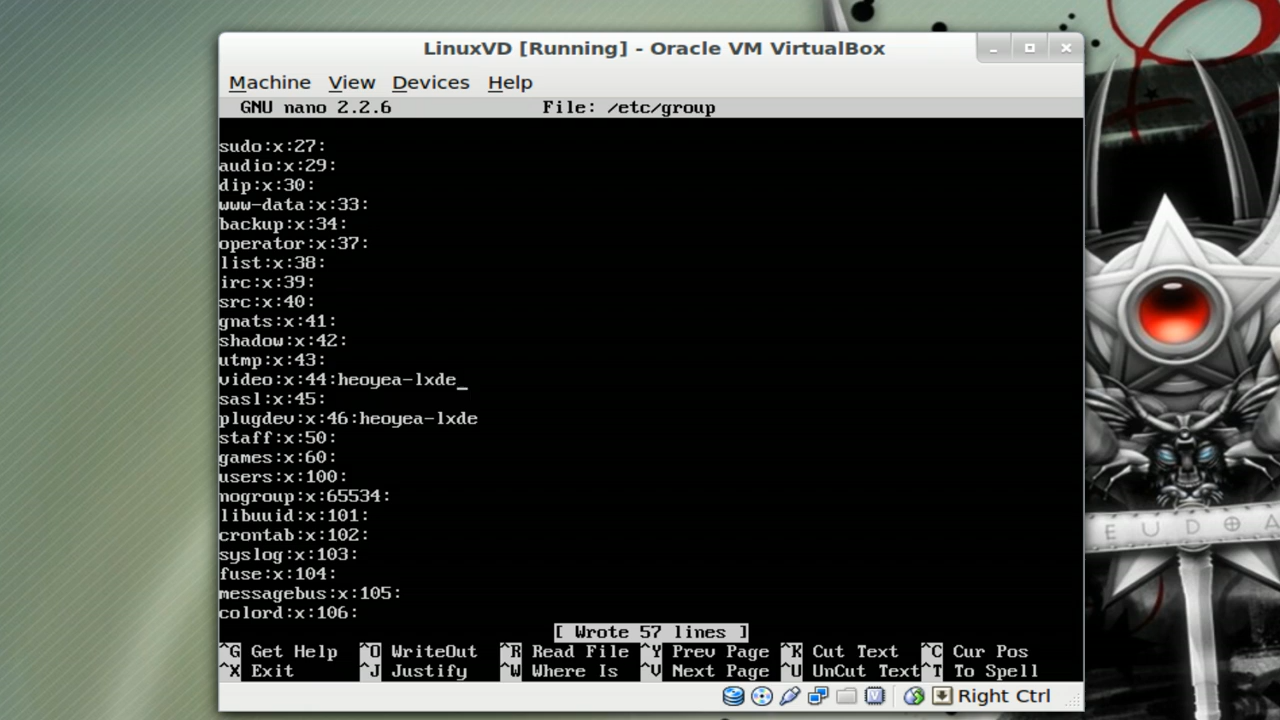 LinuxVD [Running] - Oracle VM VirtualBox
Machine View Devices Help
GNU nano 2.2.6 File: /etc/group
sudo:x:27:
audio:x:29:
dip:x:30:
www-data:x:33:
backup:x:34:
operator:x:37:
list:x:38:
irc:x:39:
src:x:40:
gnats:x:41:
shadow:x:42:
utmp:x:43:
video:x:44:heoyea-lxde_
sasl:x:45:
plugdev:x:46:heoyea-lxde
staff:x:50:
games:x:60:
users:x:100:
nogroup:x:65534:
libuuid:x:101:
crontab:x:102:
syslog:x:103:
fuse:x:104:
messagebus:x:105:
colord:x:106:
[ Wrote 57 lines ]
^G Get Help ^O WriteOut ^R Read File ^Y Prev Page ^K Cut Text ^C Cur Pos
^X Exit ^J Justify ^W Where Is ^V Next Page ^U UnCut Text ^T To Spell
Right Ctrl
E U D A